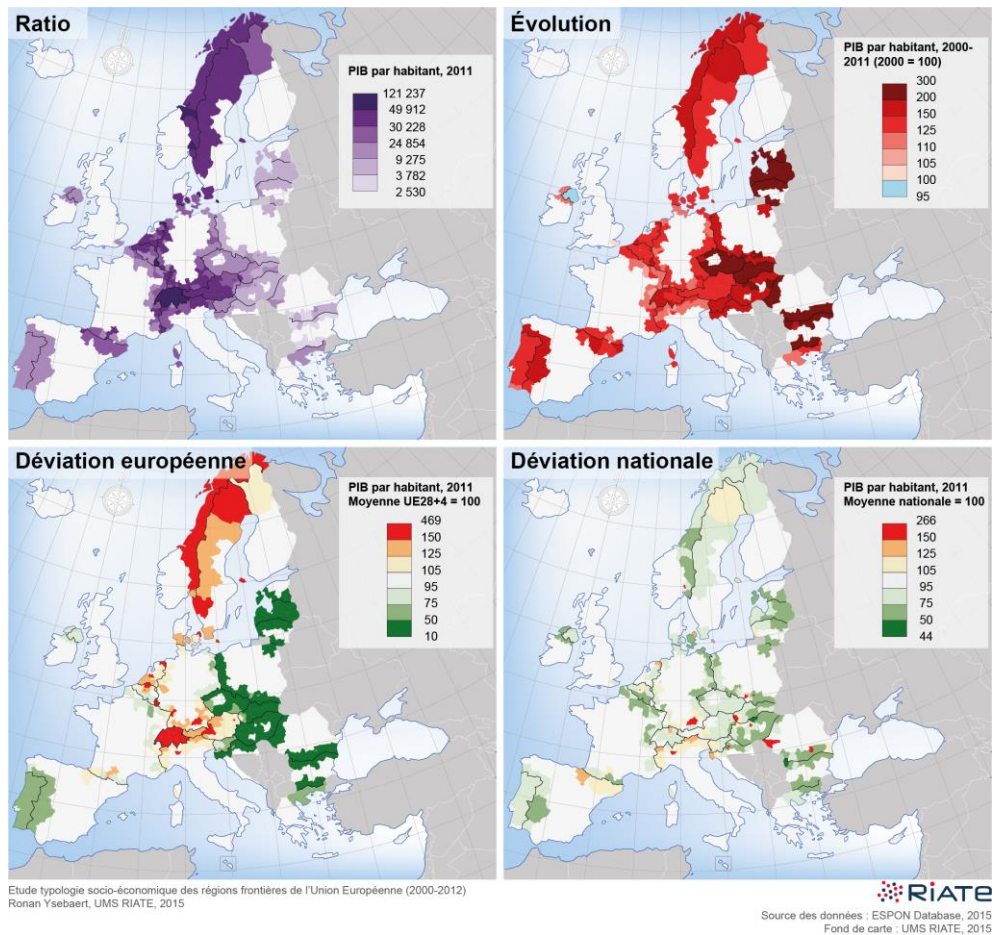 Ratio
PIB par habitant, 2011
121 237
49 912
30 228
24 854
9 275
3 782
2 530
Évolution
PIB par habitant, 2000-
2011 (2000 = 100)
300
200
150
125
110
105
100
95
Déviation européenne
PIB par habitant, 2011
Moyenne UE28+4 = 100
469
150
125
105
95
75
50
10
Déviation nationale
PIB par habitant, 2011
Moyenne nationale = 100
266
150
125
105
95
75
50
44
Etude typologie socio-économique des régions frontières de l'Union Européenne (2000-2012)
Ronan Ysebaert, UMS RIATE, 2015
RIATE
Source des données : ESPON Database, 2015
Fond de carte : UMS RIATE, 2015